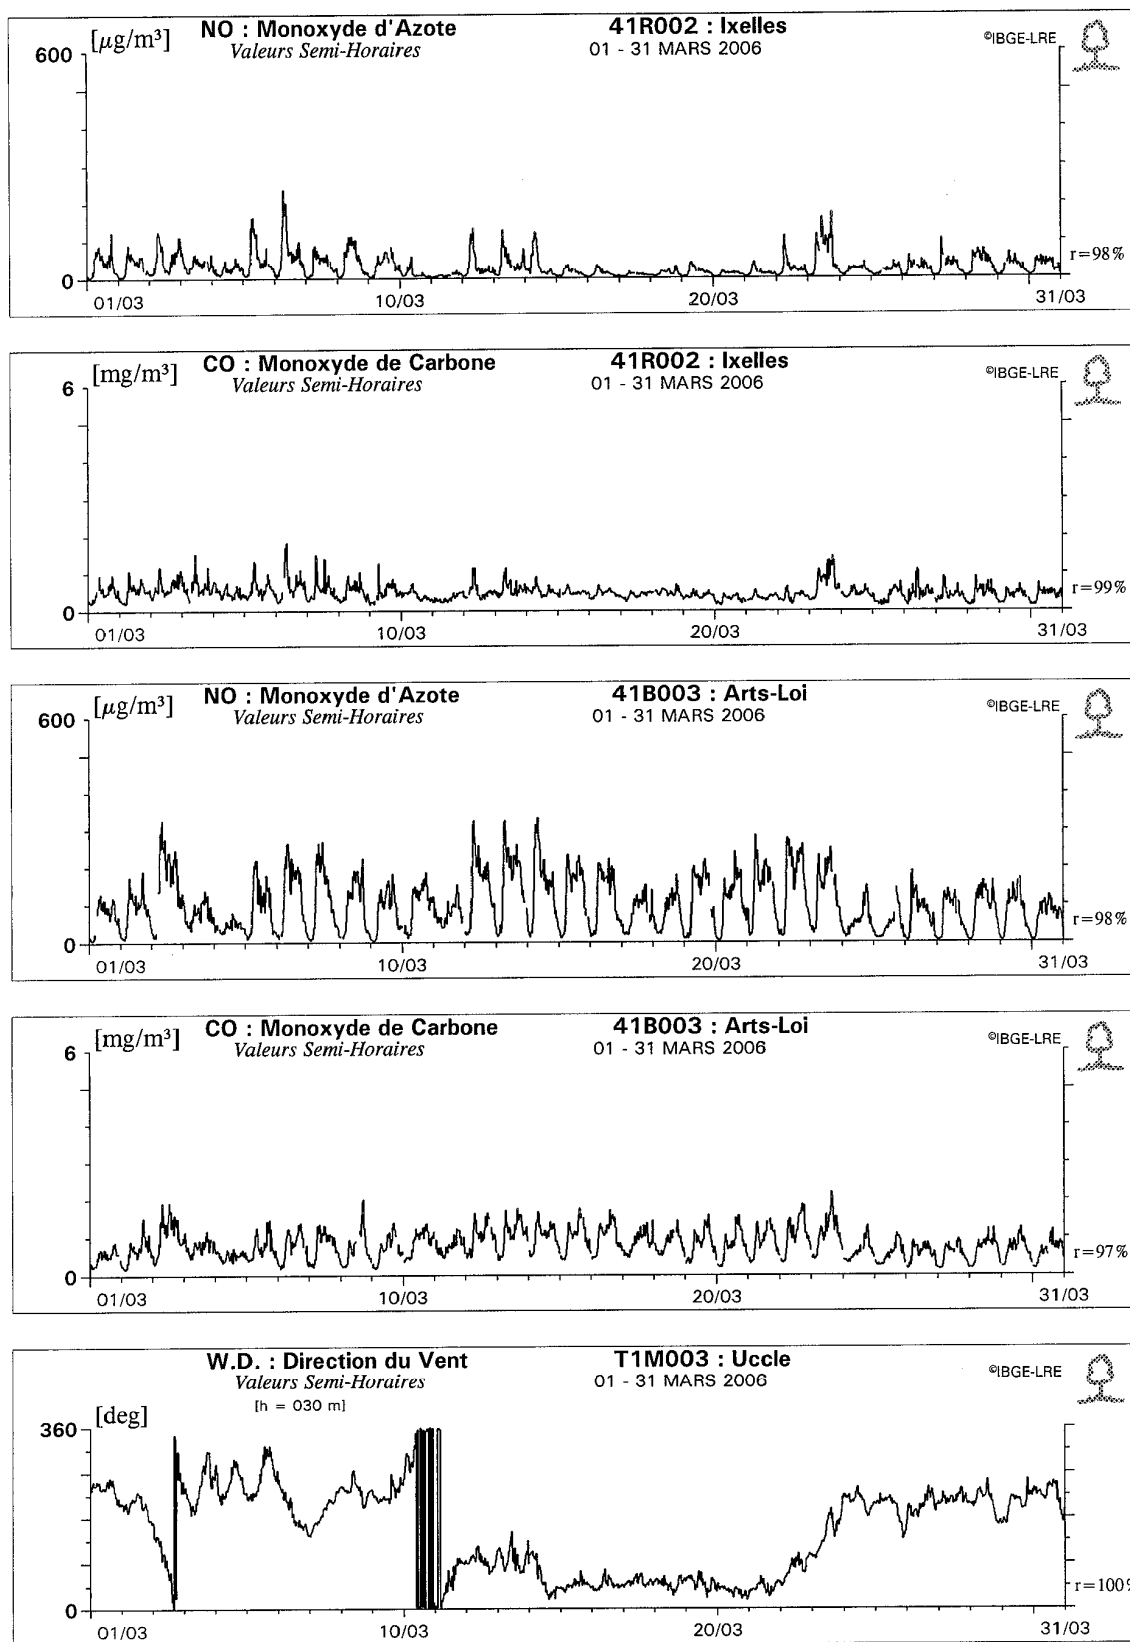 [μg/m³] NO : Monoxyde d'Azote 41R002 : Ixelles ©IBGE-LRE
Valeurs Semi-Horaires 01 - 31 MARS 2006
600
0
r=98%
01/03 10/03 20/03 31/03
[mg/m³] CO : Monoxyde de Carbone 41R002 : Ixelles ©IBGE-LRE
Valeurs Semi-Horaires 01 - 31 MARS 2006
6
0
r=99%
01/03 10/03 20/03 31/03
[μg/m³] NO : Monoxyde d'Azote 41B003 : Arts-Loi ©IBGE-LRE
Valeurs Semi-Horaires 01 - 31 MARS 2006
600
0
r=98%
01/03 10/03 20/03 31/03
[mg/m³] CO : Monoxyde de Carbone 41B003 : Arts-Loi ©IBGE-LRE
Valeurs Semi-Horaires 01 - 31 MARS 2006
6
0
r=97%
01/03 10/03 20/03 31/03
W.D. : Direction du Vent T1M003 : Uccle ©IBGE-LRE
Valeurs Semi-Horaires 01 - 31 MARS 2006
[h = 030 m]
[deg]
360
0
r=100%
01/03 10/03 20/03 31/03